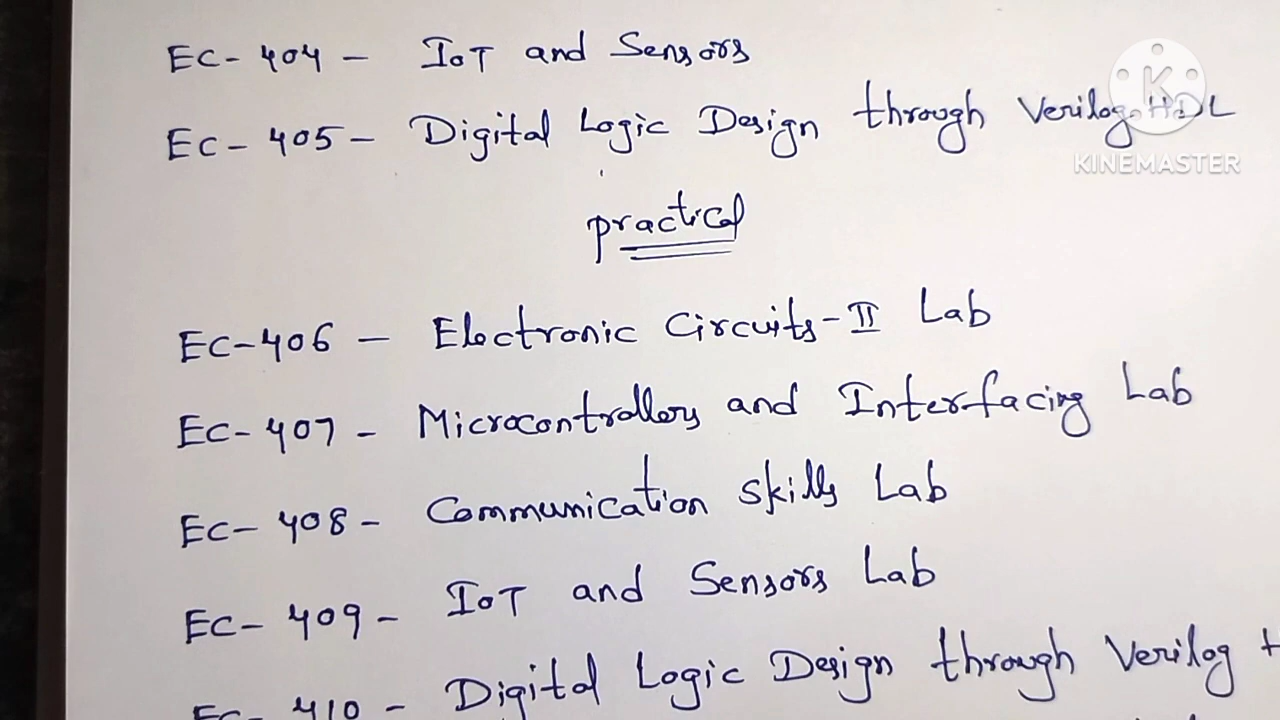 EC- 404 - IoT and Sensors
EC- 405 - Digital Logic Design through Verilog HDL
KINEMASTER
practical
EC-406 - Electronic Circuits-II Lab
EC-407 - Microcontrollers and Interfacing Lab
EC-408 - Communication skills Lab
EC-409 - IoT and Sensors Lab
EC-410 - Digital Logic Design through Verilog